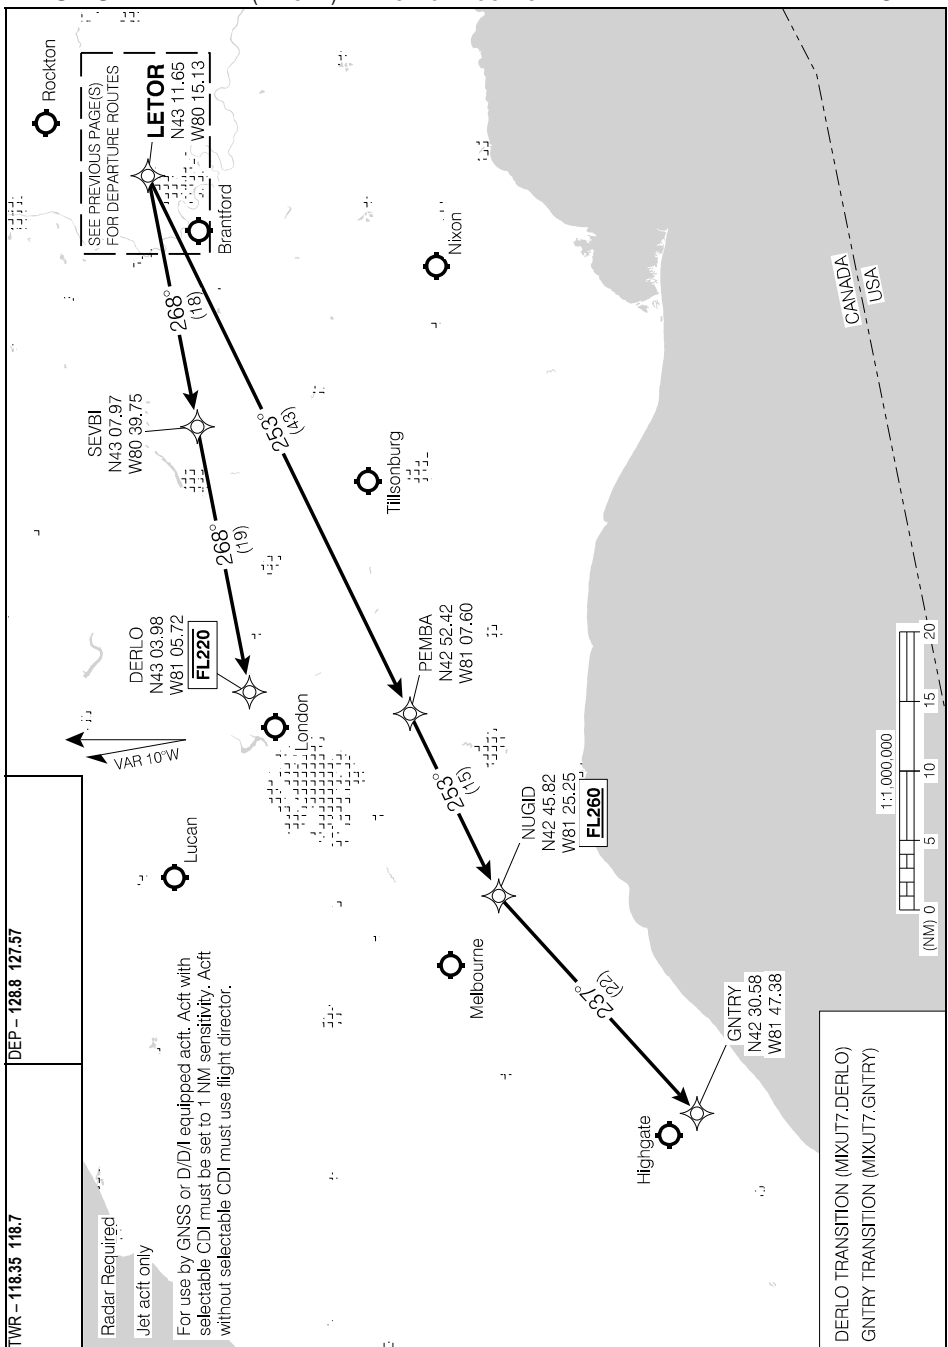 TWR – 118.35 118.7
DEP – 128.8 127.57
Radar Required
Jet acft only
For use by GNSS or D/D/I equipped acft. Acft with
selectable CDI must be set to 1 NM sensitivity. Acft
without selectable CDI must use flight director.
VAR 10°W
SEE PREVIOUS PAGE(S)
FOR DEPARTURE ROUTES
LETOR
N43 11.65
W80 15.13
Rockton
Brantford
268°
(18)
SEVBI
N43 07.97
W80 39.75
268°
(19)
DERLO
N43 03.98
W81 05.72
FL220
London
Lucan
253°
(43)
Nixon
Tillsonburg
PEMBA
N42 52.42
W81 07.60
253°
(15)
NUGID
N42 45.82
W81 25.25
FL260
Melbourne
237°
(22)
GNTRY
N42 30.58
W81 47.38
Highgate
CANADA
USA
1:1,000,000
(NM) 0 5 10 15 20
DERLO TRANSITION (MIXUT7.DERLO)
GNTRY TRANSITION (MIXUT7.GNTRY)